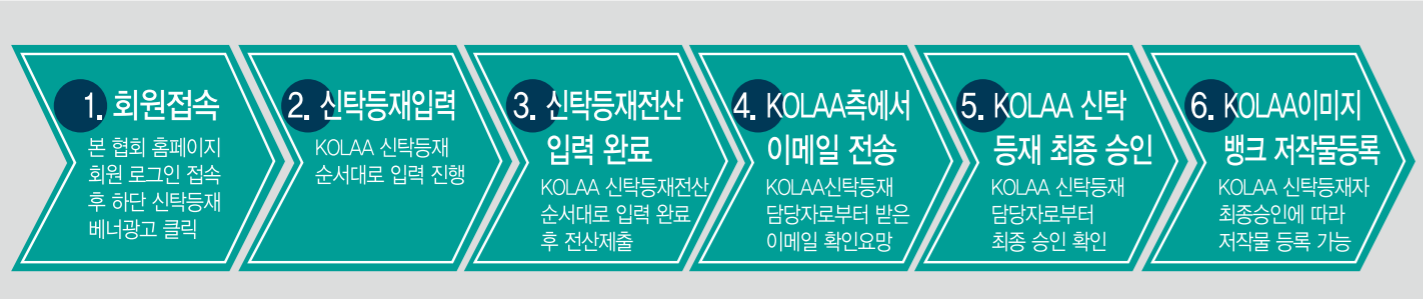 1. 회원접속
본 협회 홈페이지
회원 로그인 접속
후 하단 신탁등재
베너광고 클릭
2. 신탁등재입력
KOLAA 신탁등재
순서대로 입력 진행
3. 신탁등재전산
입력 완료
KOLAA 신탁등재전산
순서대로 입력 완료
후 전산제출
4. KOLAA측에서
이메일 전송
KOLAA신탁등재
담당자로부터 받은
이메일 확인요망
5. KOLAA 신탁
등재 최종 승인
KOLAA 신탁등재
담당자로부터
최종 승인 확인
6. KOLAA이미지
뱅크 저작물등록
KOLAA 신탁등재자
최종승인에 따라
저작물 등록 가능